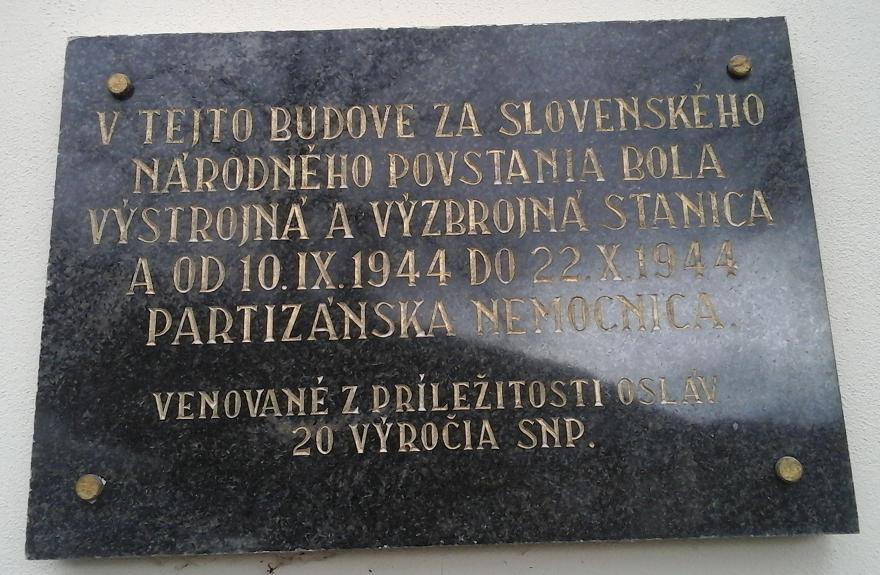 V TEJTO BUDOVE ZA SLOVENSKÉHO
NÁRODNÉHO POVSTANIA BOLA
VÝSTROJNÁ A VÝZBROJNÁ STANICA
A OD 10.IX.1944 DO 22.X.1944
PARTIZÁNSKA NEMOCNICA.
VENOVANÉ Z PRÍLEŽITOSTI OSLÁV
20 VÝROČIA SNP.